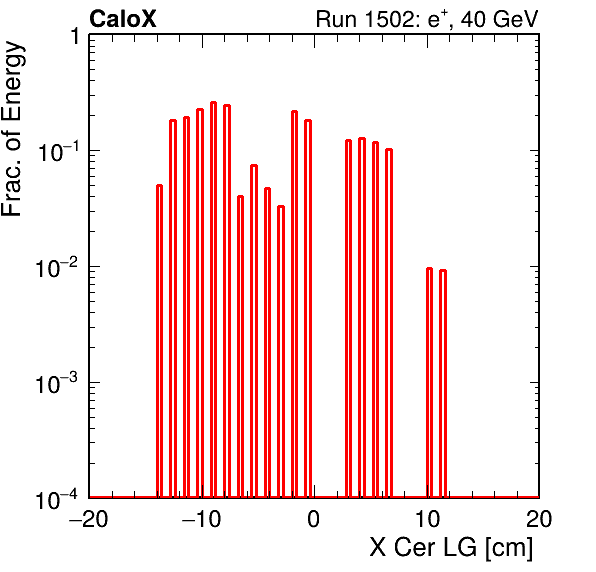 CaloX
Run 1502: e⁺, 40 GeV
Frac. of Energy
1
10⁻¹
10⁻²
10⁻³
10⁻⁴
−20
−10
0
10
20
X Cer LG [cm]